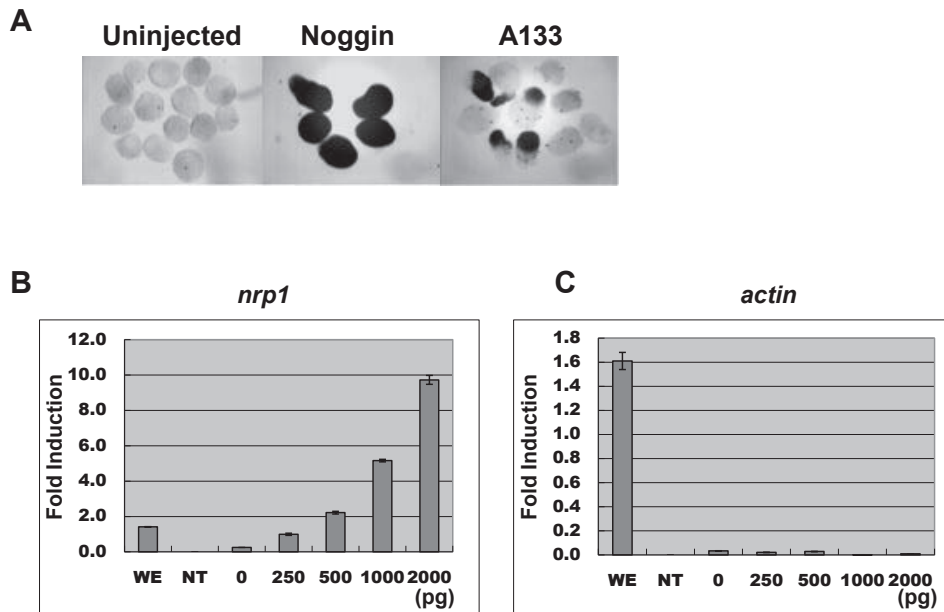 A
Uninjected Noggin A133
B
nrp1
Fold Induction
12.0
10.0
8.0
6.0
4.0
2.0
0.0
WE NT 0 250 500 1000 2000
(pg)
C
actin
Fold Induction
1.8
1.6
1.4
1.2
1.0
0.8
0.6
0.4
0.2
0.0
WE NT 0 250 500 1000 2000
(pg)